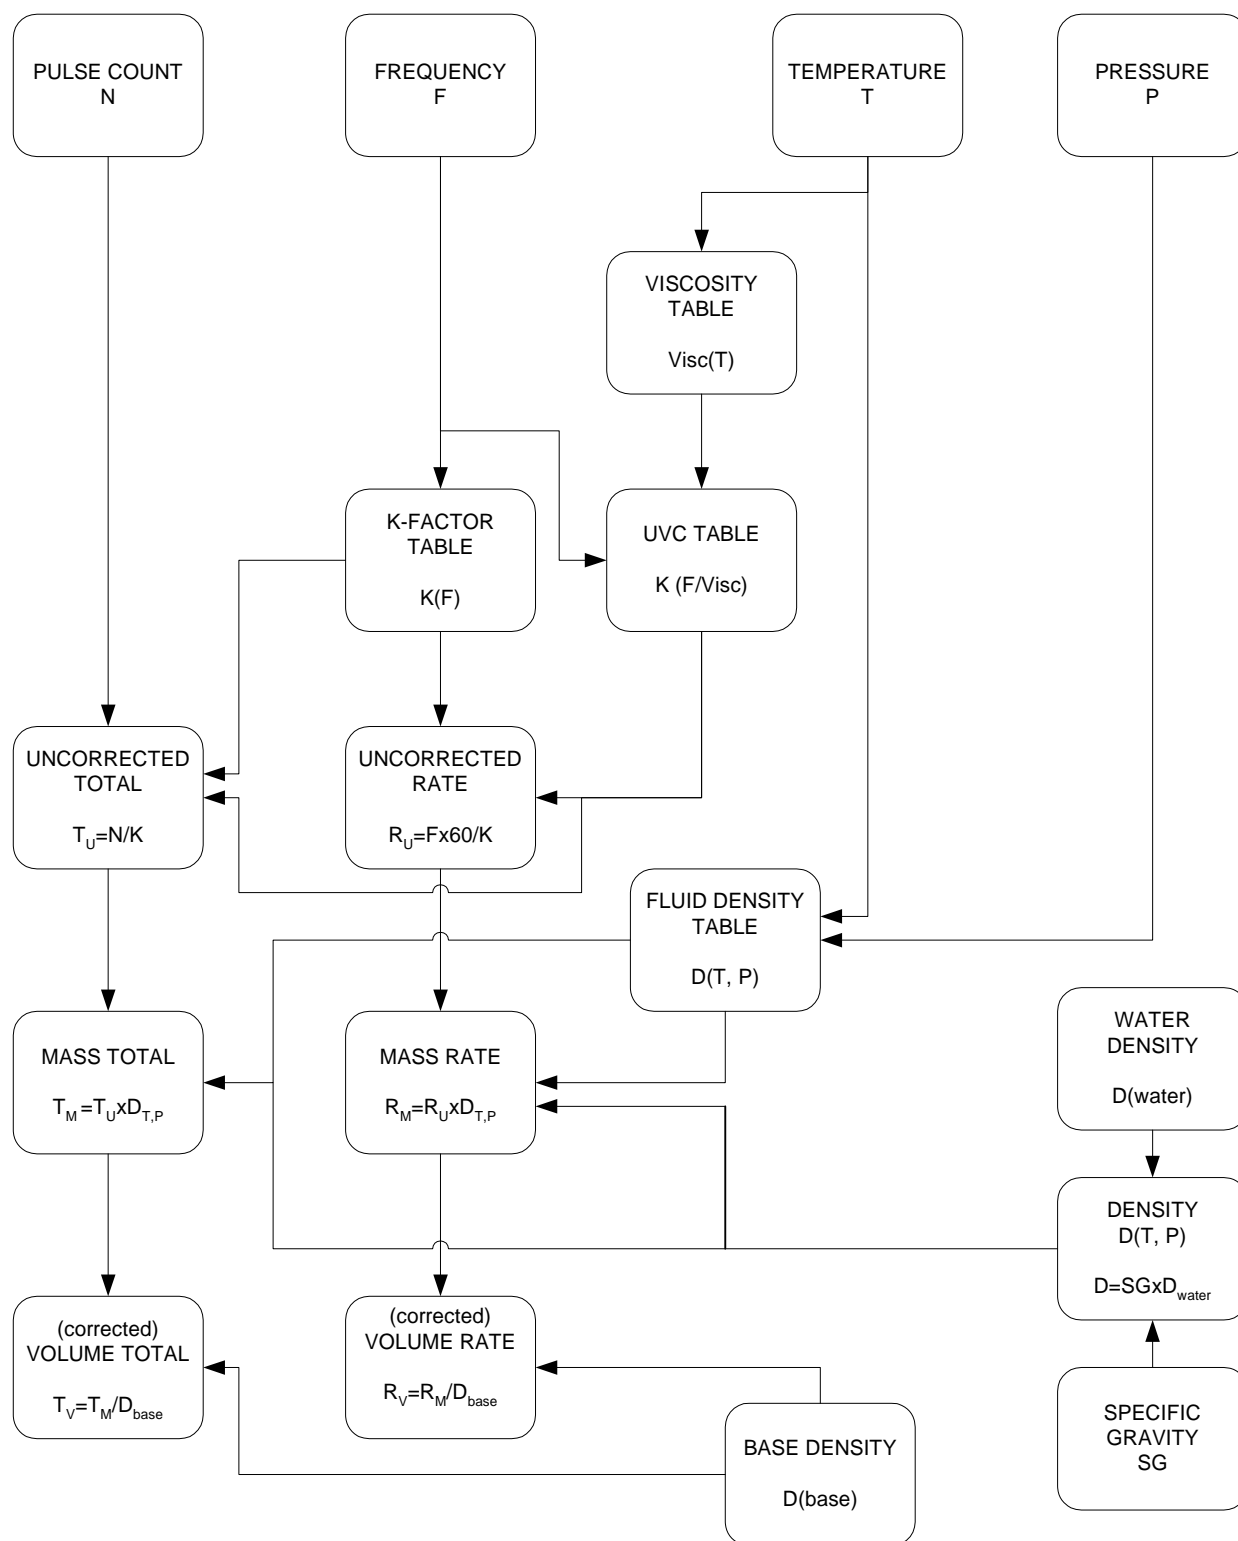 PULSE COUNT
N
FREQUENCY
F
TEMPERATURE
T
PRESSURE
P
VISCOSITY
TABLE
Visc(T)
K-FACTOR
TABLE
K(F)
UVC TABLE
K (F/Visc)
UNCORRECTED
TOTAL
T_U=N/K
UNCORRECTED
RATE
R_U=Fx60/K
FLUID DENSITY
TABLE
D(T, P)
MASS TOTAL
T_M=T_UxD_T,P
MASS RATE
R_M=R_UxD_T,P
WATER
DENSITY
D(water)
DENSITY
D(T, P)
D=SGxD_water
(corrected)
VOLUME TOTAL
T_V=T_M/D_base
(corrected)
VOLUME RATE
R_V=R_M/D_base
BASE DENSITY
D(base)
SPECIFIC
GRAVITY
SG